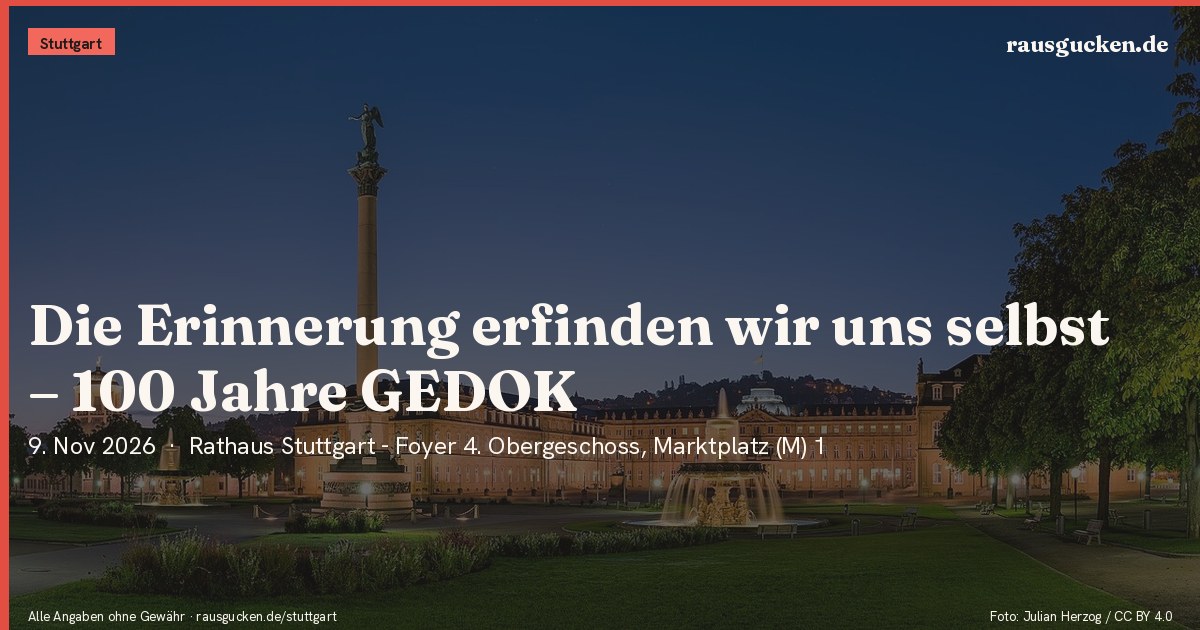 Stuttgart
rausgucken.de
Die Erinnerung erfinden wir uns selbst
– 100 Jahre GEDOK
9. Nov 2026 · Rathaus Stuttgart - Foyer 4. Obergeschoss, Marktplatz (M) 1
Alle Angaben ohne Gewähr · rausgucken.de/stuttgart
Foto: Julian Herzog / CC BY 4.0